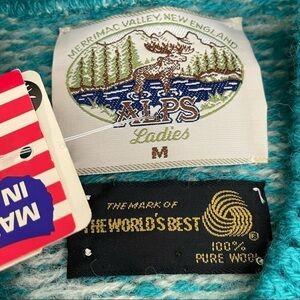 MERRIMAC VALLEY, NEW ENGLAND
ALPS
Ladies
M
MA
IN
THE MARK OF
THE WORLD'S BEST
®
100%
PURE WOOL